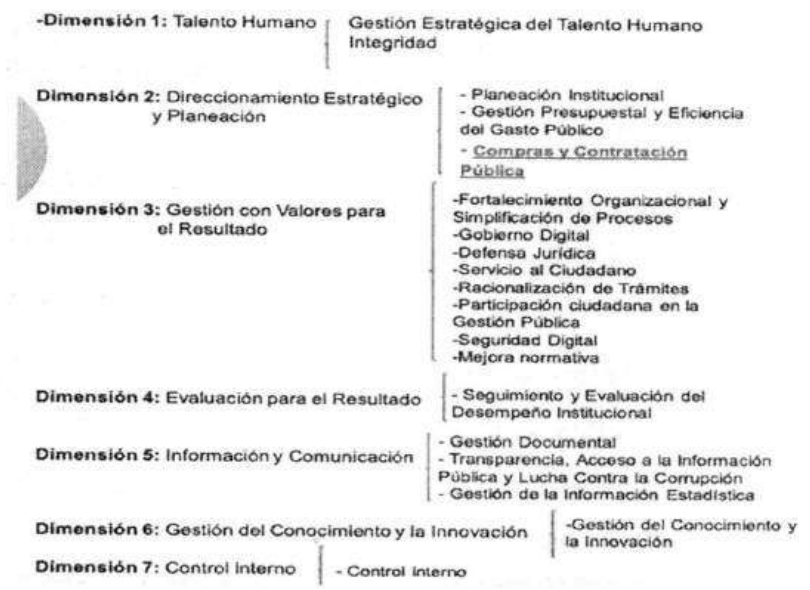 -Dimensión 1: Talento Humano
Gestión Estratégica del Talento Humano
Integridad
Dimensión 2: Direccionamiento Estratégico
y Planeación
- Planeación Institucional
- Gestión Presupuestal y Eficiencia
del Gasto Público
- Compras y Contratación
Pública
Dimensión 3: Gestión con Valores para
el Resultado
-Fortalecimiento Organizacional y
Simplificación de Procesos
-Gobierno Digital
-Defensa Jurídica
-Servicio al Ciudadano
-Racionalización de Trámites
-Participación ciudadana en la
Gestión Pública
-Seguridad Digital
-Mejora normativa
Dimensión 4: Evaluación para el Resultado
- Seguimiento y Evaluación del
Desempeño Institucional
Dimensión 5: Información y Comunicación
- Gestión Documental
- Transparencia, Acceso a la Información
Pública y Lucha Contra la Corrupción
- Gestión de la Información Estadística
Dimensión 6: Gestión del Conocimiento y la Innovación
-Gestión del Conocimiento y
la Innovación
Dimensión 7: Control Interno
- Control Interno